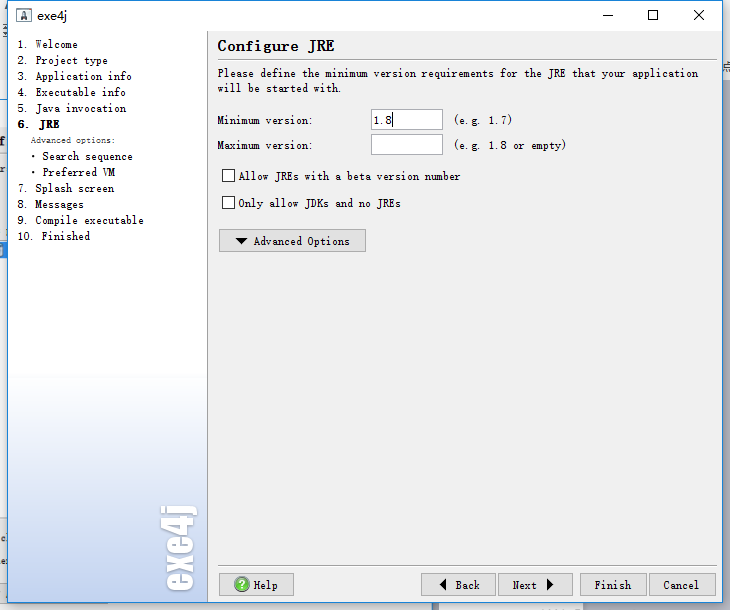 exe4j
1. Welcome
2. Project type
3. Application info
4. Executable info
5. Java invocation
6. JRE
Advanced options:
• Search sequence
• Preferred VM
7. Splash screen
8. Messages
9. Compile executable
10. Finished
exe4j
Configure JRE
Please define the minimum version requirements for the JRE that your application
will be started with.
Minimum version: 1.8 (e.g. 1.7)
Maximum version: (e.g. 1.8 or empty)
Allow JREs with a beta version number
Only allow JDKs and no JREs
Advanced Options
Help Back Next Finish Cancel